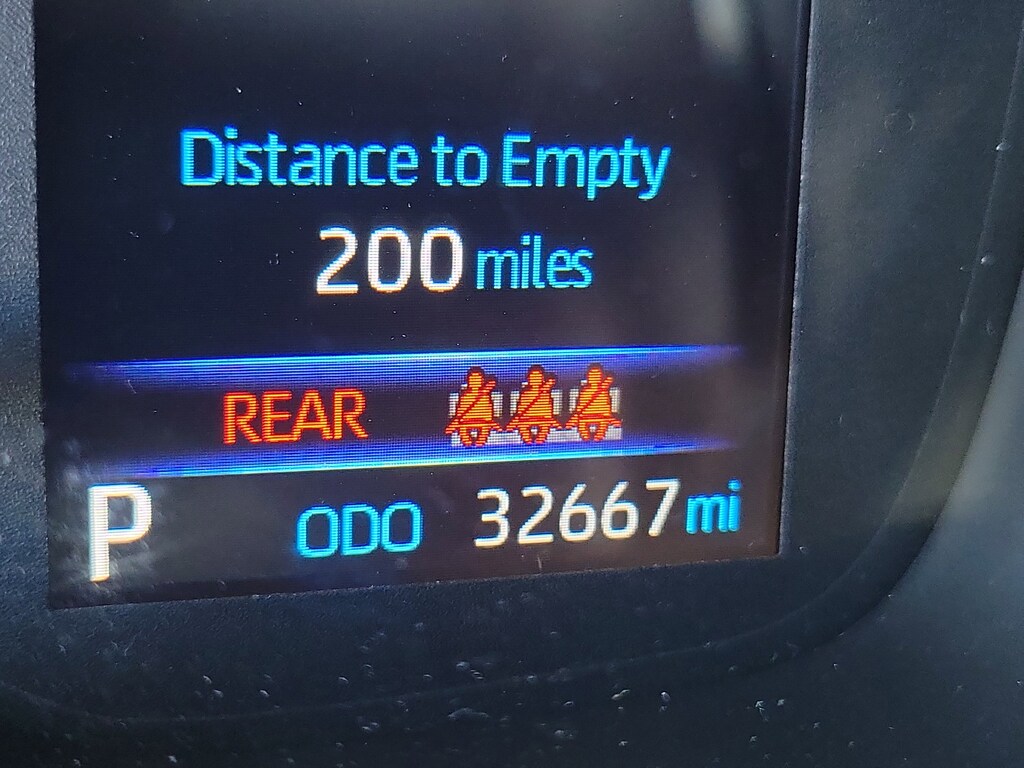 Distance to Empty
200 miles
REAR
P ODO 32667 mi